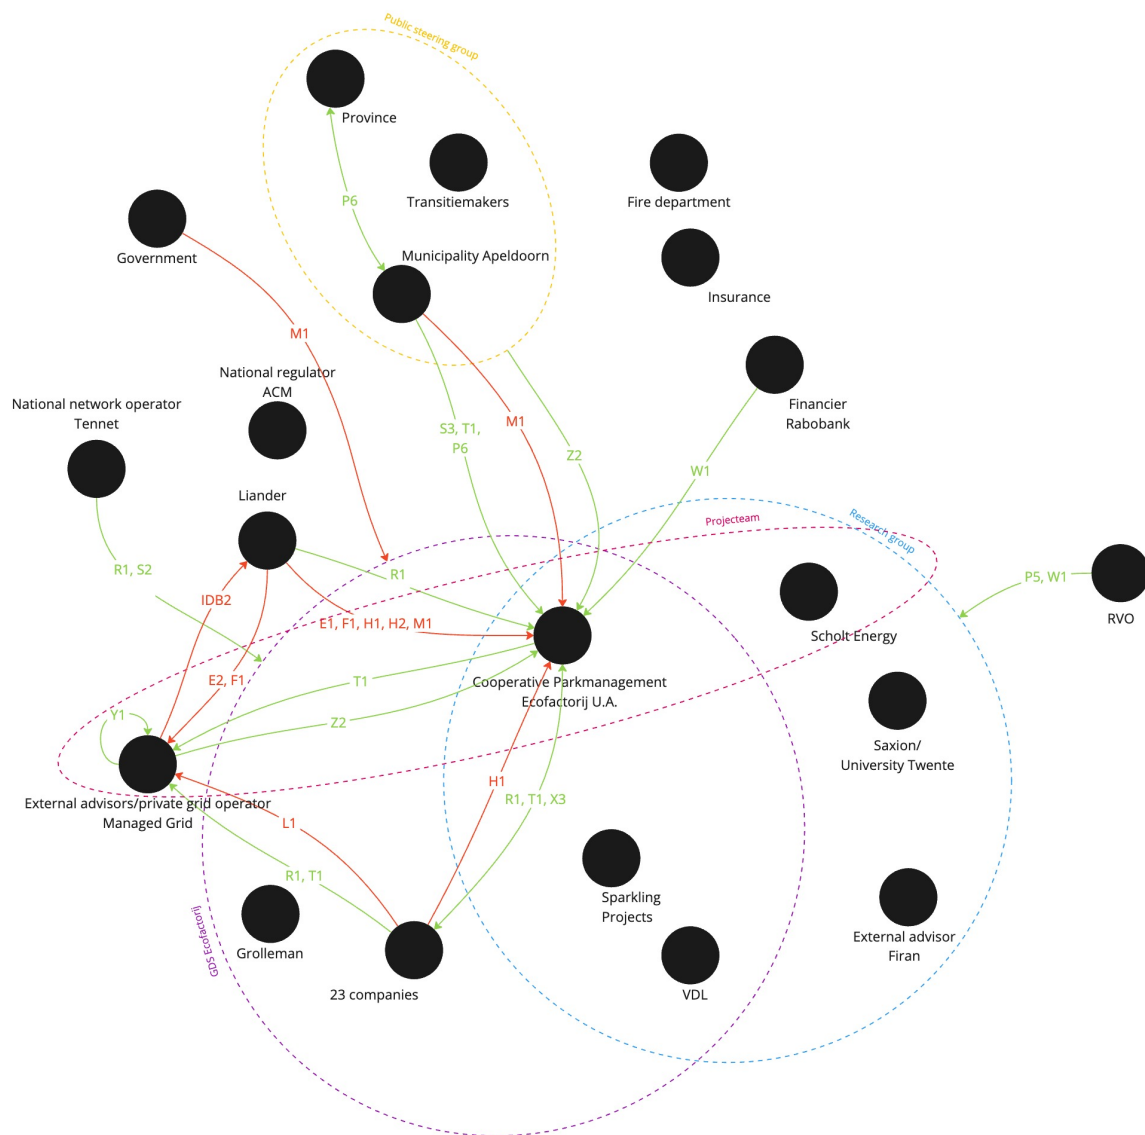 Public steering group
Province
P6
Transitiemakers
Fire department
Government
Municipality Apeldoorn
Insurance
M1
National regulator
ACM
National network operator
Tennet
S3, T1,
P6
M1
Z2
Financier
Rabobank
W1
Liander
Projecteam
Research group
R1, S2
R1
IDB2
E1, F1, H1, H2, M1
P5, W1
RVO
Scholt Energy
E2, F1
T1
Cooperative Parkmanagement
Ecofactorij U.A.
Y1
Z2
Saxion/
University Twente
External advisors/private grid operator
Managed Grid
H1
R1, T1, X3
L1
R1, T1
Sparkling
Projects
GDS Ecofactorij
Grolleman
External advisor
Firan
23 companies
VDL